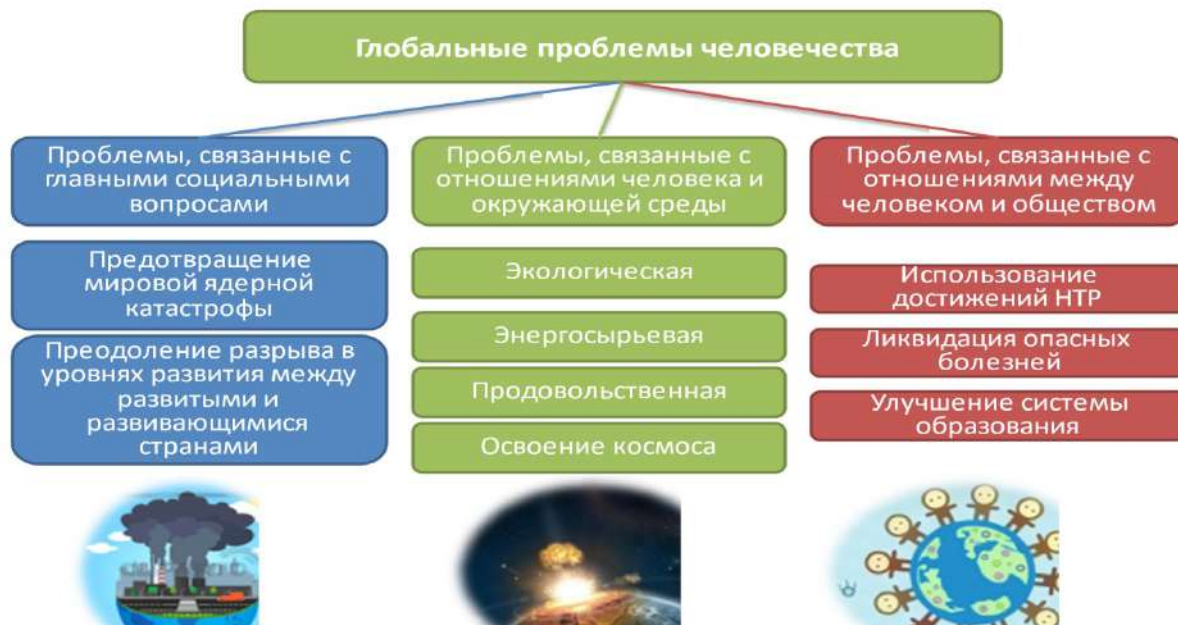 Глобальные проблемы человечества
Проблемы, связанные с
главными социальными
вопросами
Предотвращение
мировой ядерной
катастрофы
Преодоление разрыва в
уровнях развития между
развитыми и
развивающимися
странами
Проблемы, связанные с
отношениями человека и
окружающей среды
Экологическая
Энергосырьевая
Продовольственная
Освоение космоса
Проблемы, связанные с
отношениями между
человеком и обществом
Использование
достижений НТР
Ликвидация опасных
болезней
Улучшение системы
образования